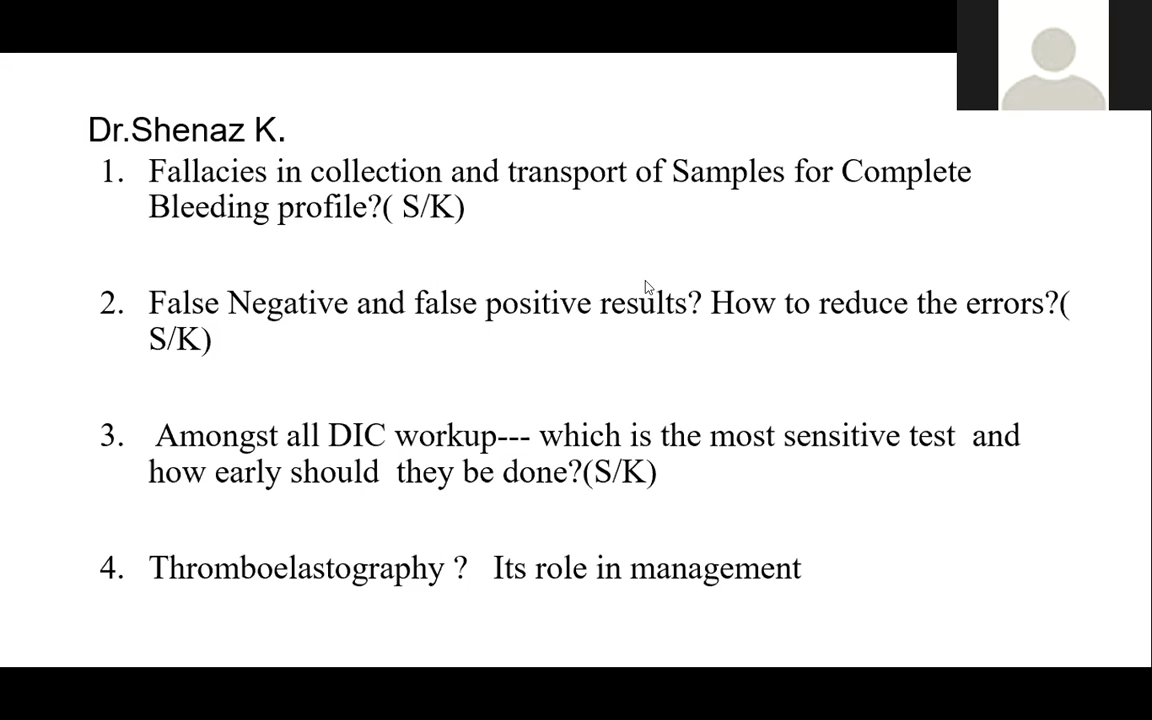 Dr.Shenaz K.
1. Fallacies in collection and transport of Samples for Complete
Bleeding profile?( S/K)
2. False Negative and false positive results? How to reduce the errors?(
S/K)
3. Amongst all DIC workup--- which is the most sensitive test and
how early should they be done?(S/K)
4. Thromboelastography ? Its role in management